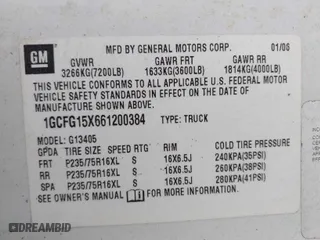 GM
MFD BY GENERAL MOTORS CORP. 01/06
GVWR GAWR FRT GAWR RR
3266KG(7200LB) 1633KG(3600LB) 1814KG(4000LB)
THIS VEHICLE CONFORMS TO ALL APPLICABLE U.S. FEDERAL MOTOR
VEHICLE SAFETY STANDARDS IN EFFECT ON THE DATE OF
MANUFACTURE SHOWN ABOVE.
1GCFG15X661200384 TYPE: TRUCK
MODEL: G13405
GPDA TIRE SIZE SPEED RTG RIM COLD TIRE PRESSURE
FRT P235/75R16XL S 16X6.5J 240KPA(35PSI)
RR P235/75R16XL S 16X6.5J 260KPA(38PSI)
SPA P235/75R16XL S 16X6.5J 280KPA(41PSI)
SEE OWNER'S MANUAL FOR MORE INFORMATION.
DREAMBID